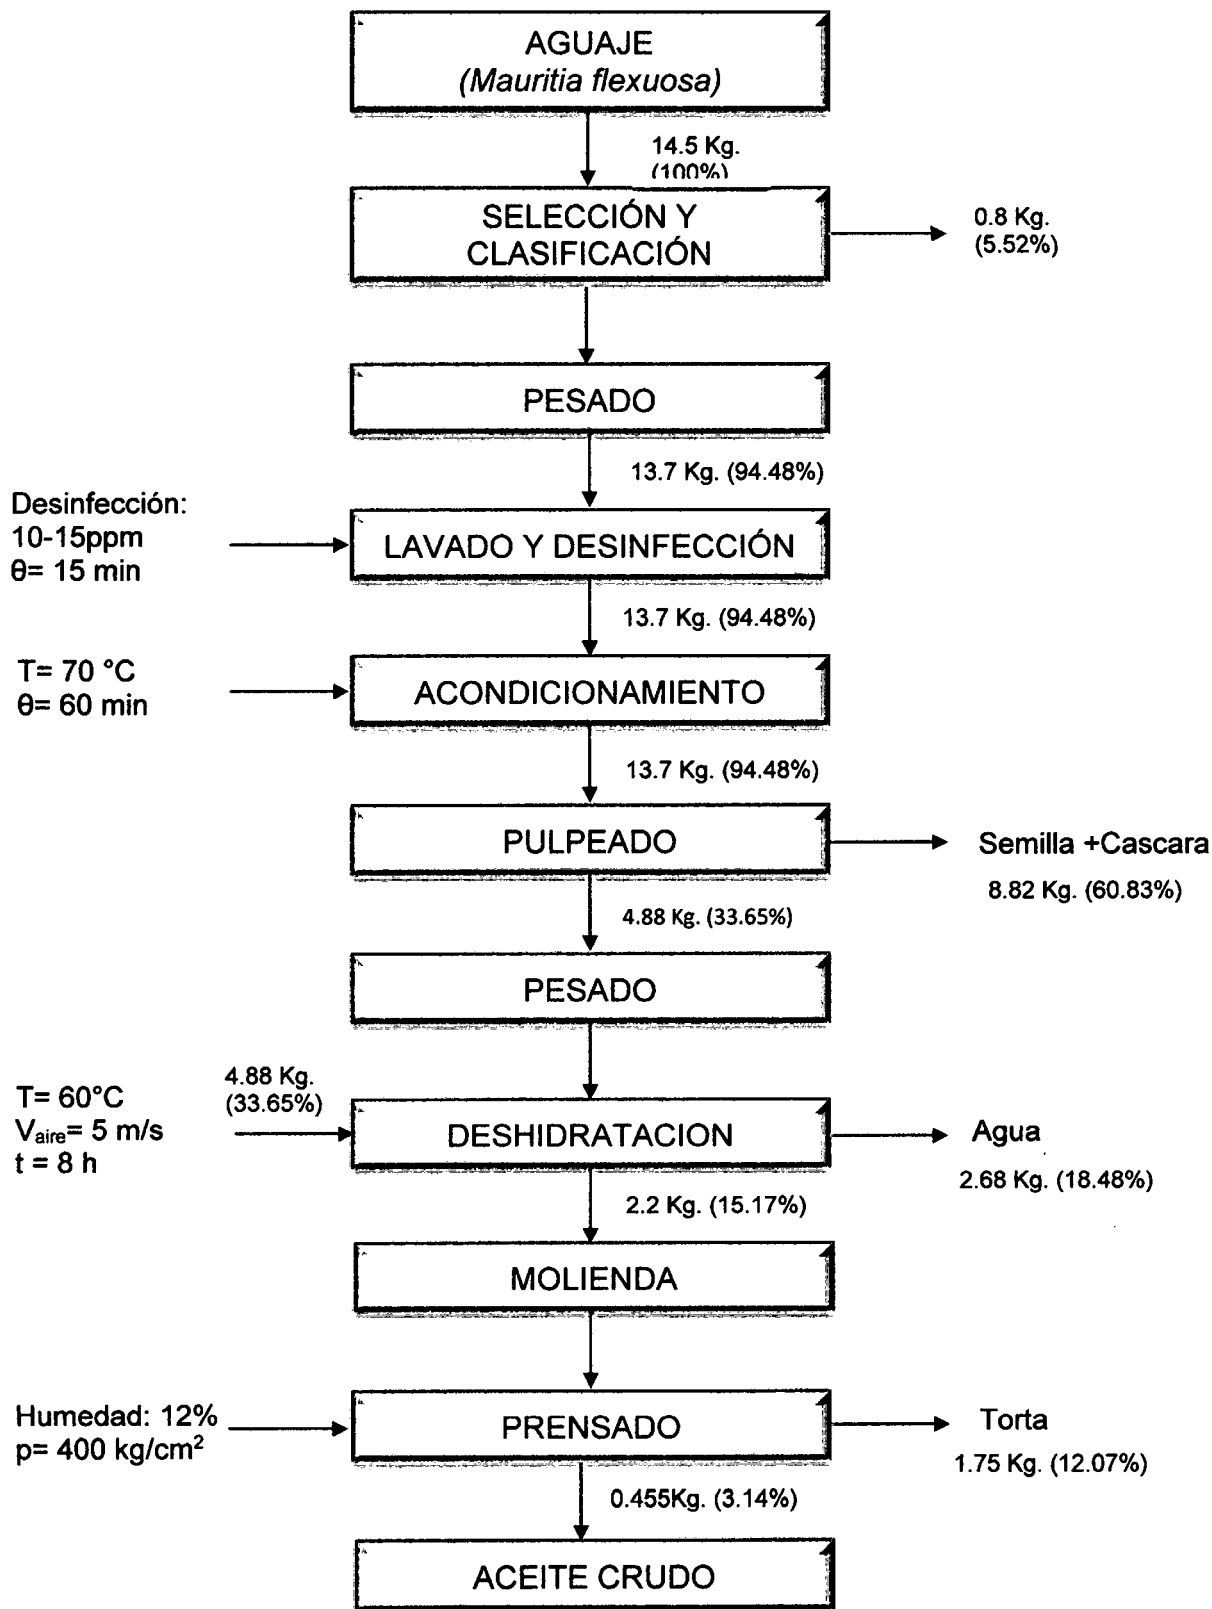 AGUAJE
(Mauritia flexuosa)
14.5 Kg.
(100%)
SELECCIÓN Y
CLASIFICACIÓN
0.8 Kg.
(5.52%)
PESADO
13.7 Kg. (94.48%)
Desinfección:
10-15ppm
θ= 15 min
LAVADO Y DESINFECCIÓN
13.7 Kg. (94.48%)
T= 70 °C
θ= 60 min
ACONDICIONAMIENTO
13.7 Kg. (94.48%)
PULPEADO
Semilla +Cascara
8.82 Kg. (60.83%)
4.88 Kg. (33.65%)
PESADO
4.88 Kg.
(33.65%)
T= 60°C
Vaire= 5 m/s
t = 8 h
DESHIDRATACION
Agua
2.68 Kg. (18.48%)
2.2 Kg. (15.17%)
MOLIENDA
Humedad: 12%
p= 400 kg/cm²
PRENSADO
Torta
1.75 Kg. (12.07%)
0.455Kg. (3.14%)
ACEITE CRUDO